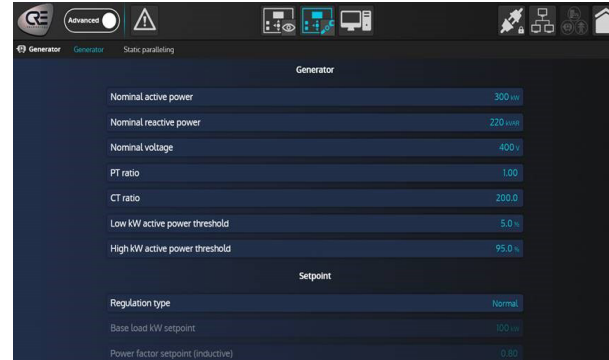 CRE
Advanced
Generator Generator Static paralleling
Generator
Nominal active power 300 kW
Nominal reactive power 220 kVAR
Nominal voltage 400 V
PT ratio 1.00
CT ratio 200.0
Low kW active power threshold 5.0 %
High kW active power threshold 95.0 %
Setpoint
Regulation type Normal
Base load kW setpoint 100 kW
Power factor setpoint (inductive) 0.80